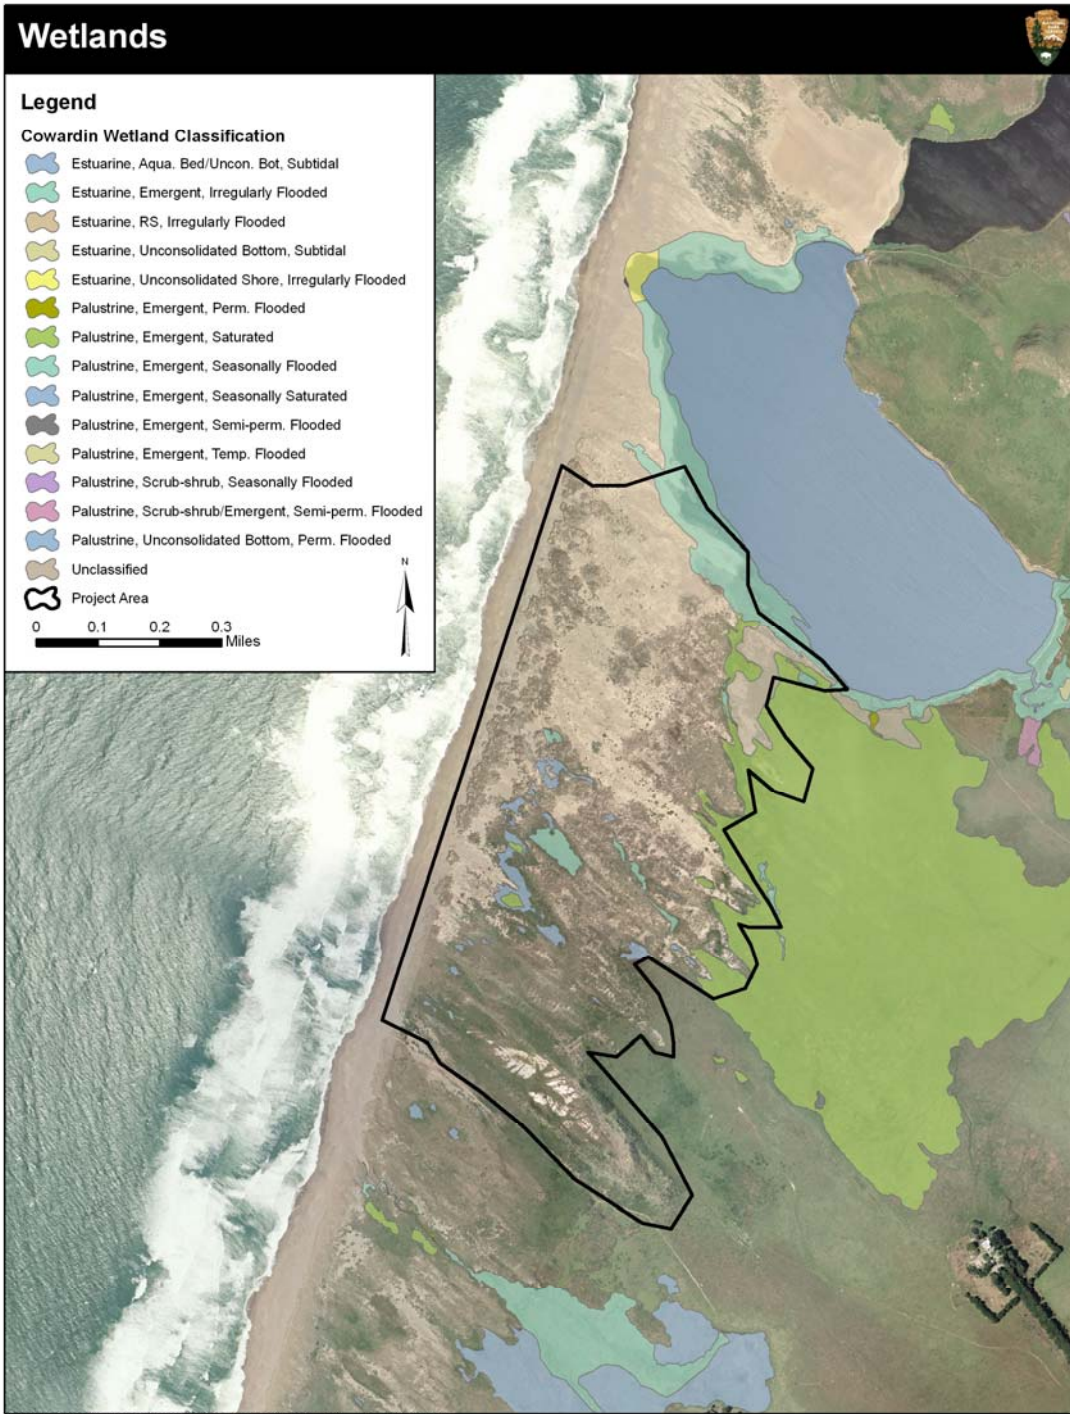 Wetlands
Legend
Cowardin Wetland Classification
Estuarine, Aqua. Bed/Uncon. Bot, Subtidal
Estuarine, Emergent, Irregularly Flooded
Estuarine, RS, Irregularly Flooded
Estuarine, Unconsolidated Bottom, Subtidal
Estuarine, Unconsolidated Shore, Irregularly Flooded
Palustrine, Emergent, Perm. Flooded
Palustrine, Emergent, Saturated
Palustrine, Emergent, Seasonally Flooded
Palustrine, Emergent, Seasonally Saturated
Palustrine, Emergent, Semi-perm. Flooded
Palustrine, Emergent, Temp. Flooded
Palustrine, Scrub-shrub, Seasonally Flooded
Palustrine, Scrub-shrub/Emergent, Semi-perm. Flooded
Palustrine, Unconsolidated Bottom, Perm. Flooded
Unclassified
Project Area
N
0 0.1 0.2 0.3
Miles